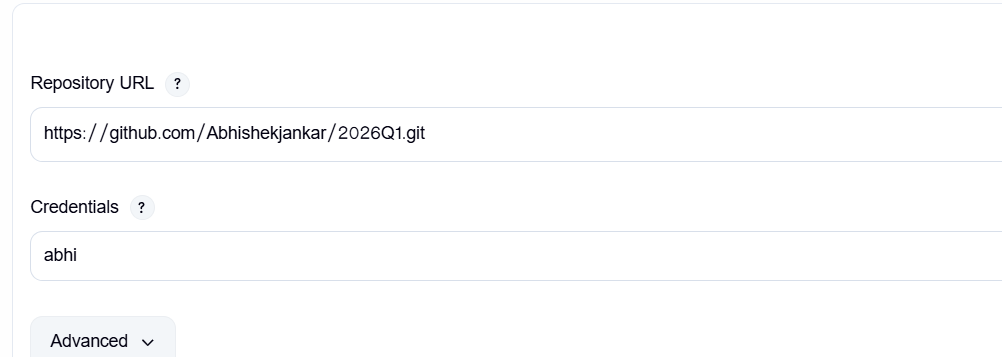 Repository URL ?
https://github.com/Abhishekjankar/2026Q1.git
Credentials ?
abhi
Advanced